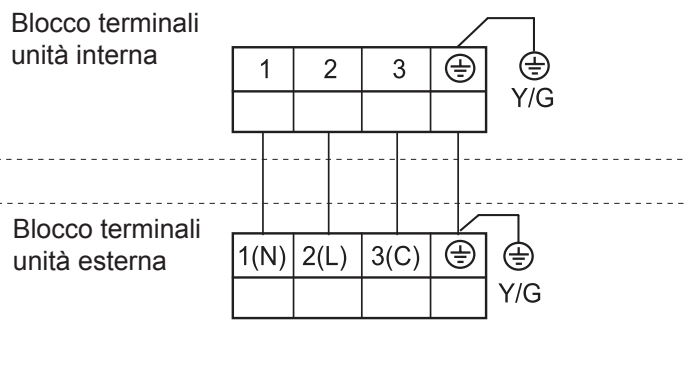 Blocco terminali
unità interna
1 2 3
Y/G
Blocco terminali
unità esterna
1(N) 2(L) 3(C)
Y/G